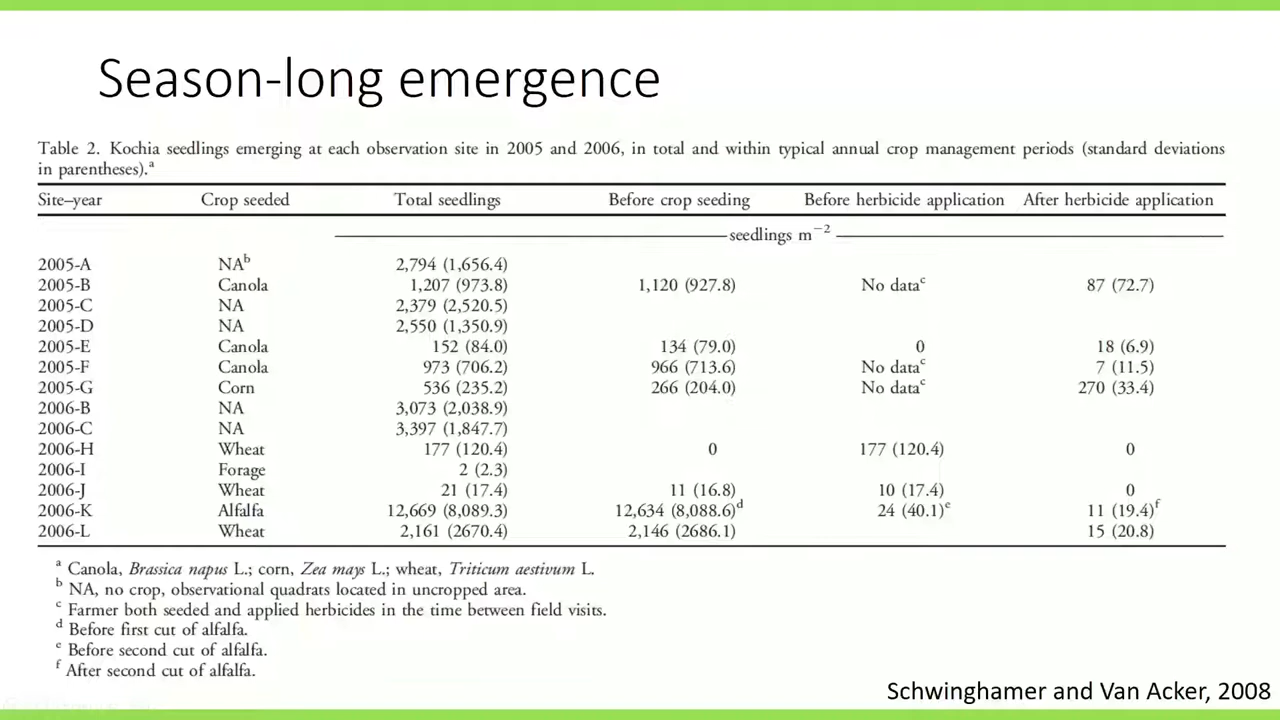 Season-long emergence
Table 2. Kochia seedlings emerging at each observation site in 2005 and 2006, in total and within typical annual crop management periods (standard deviations
in parentheses).ᵃ
Site–year Crop seeded Total seedlings Before crop seeding Before herbicide application After herbicide application
seedlings m⁻²
2005-A NAᵇ 2,794 (1,656.4)
2005-B Canola 1,207 (973.8) 1,120 (927.8) No dataᶜ 87 (72.7)
2005-C NA 2,379 (2,520.5)
2005-D NA 2,550 (1,350.9)
2005-E Canola 152 (84.0) 134 (79.0) 0 18 (6.9)
2005-F Canola 973 (706.2) 966 (713.6) No dataᶜ 7 (11.5)
2005-G Corn 536 (235.2) 266 (204.0) No dataᶜ 270 (33.4)
2006-B NA 3,073 (2,038.9)
2006-C NA 3,397 (1,847.7)
2006-H Wheat 177 (120.4) 0 177 (120.4) 0
2006-I Forage 2 (2.3)
2006-J Wheat 21 (17.4) 11 (16.8) 10 (17.4) 0
2006-K Alfalfa 12,669 (8,089.3) 12,634 (8,088.6)ᵈ 24 (40.1)ᵉ 11 (19.4)ᶠ
2006-L Wheat 2,161 (2670.4) 2,146 (2686.1) 15 (20.8)
ᵃ Canola, Brassica napus L.; corn, Zea mays L.; wheat, Triticum aestivum L.
ᵇ NA, no crop, observational quadrats located in uncropped area.
ᶜ Farmer both seeded and applied herbicides in the time between field visits.
ᵈ Before first cut of alfalfa.
ᵉ Before second cut of alfalfa.
ᶠ After second cut of alfalfa.
Schwinghamer and Van Acker, 2008